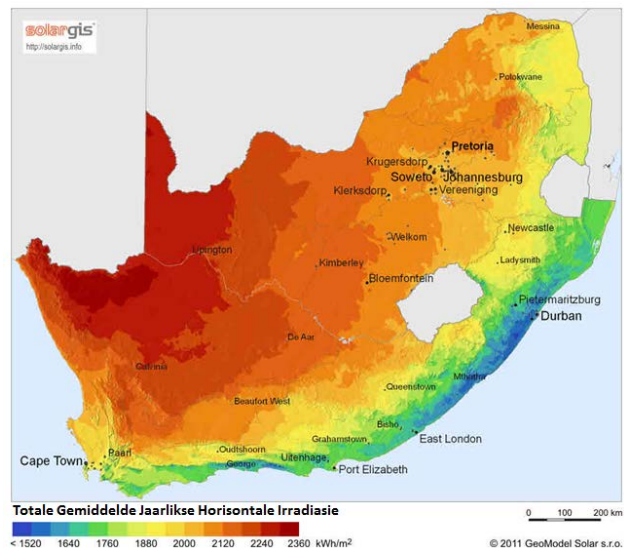 solargis
http://solargis.info
Messina
Polokwane
Pretoria
Krugersdorp
Soweto Johannesburg
Klerksdorp Vereeniging
Newcastle
Welkom
Upington
Kimberley
Ladysmith
Bloemfontein
Pietermaritzburg
Durban
De Aar
Calvinia
Mthatha
Queenstown
Beaufort West
Bisho
Grahamstown
East London
Oudtshoorn
Paarl
Uitenhage
Cape Town
George
Port Elizabeth
Totale Gemiddelde Jaarlikse Horisontale Irradiasie
0 100 200 km
< 1520 1640 1760 1880 2000 2120 2240 2360 kWh/m²
© 2011 GeoModel Solar s.r.o.